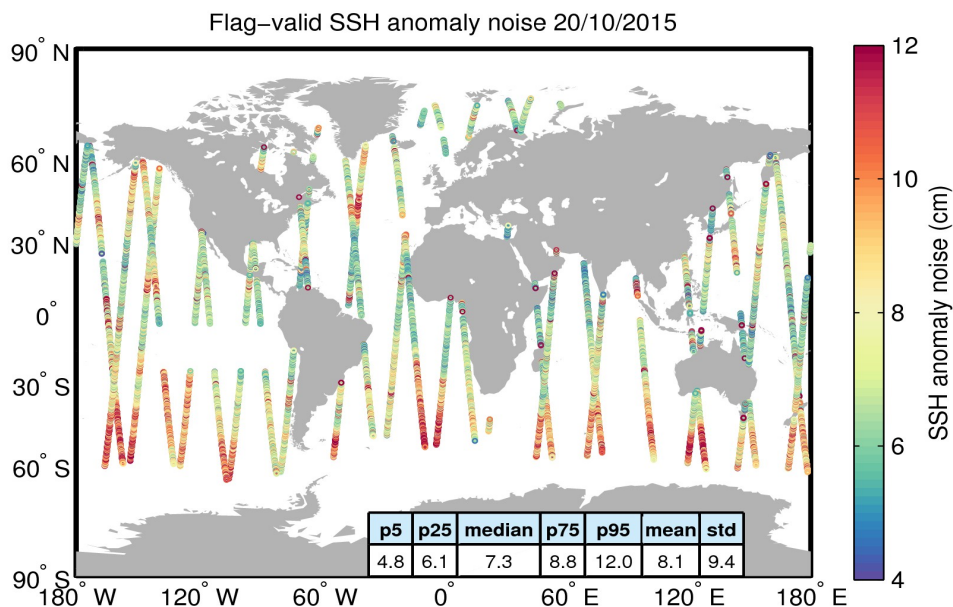 Flag−valid SSH anomaly noise 20/10/2015
90° N
60° N
30° N
0°
30° S
60° S
90° S
180° W 120° W 60° W 0° 60° E 120° E 180° E
p5 p25 median p75 p95 mean std
4.8 6.1 7.3 8.8 12.0 8.1 9.4
12
10
8
6
4
SSH anomaly noise (cm)